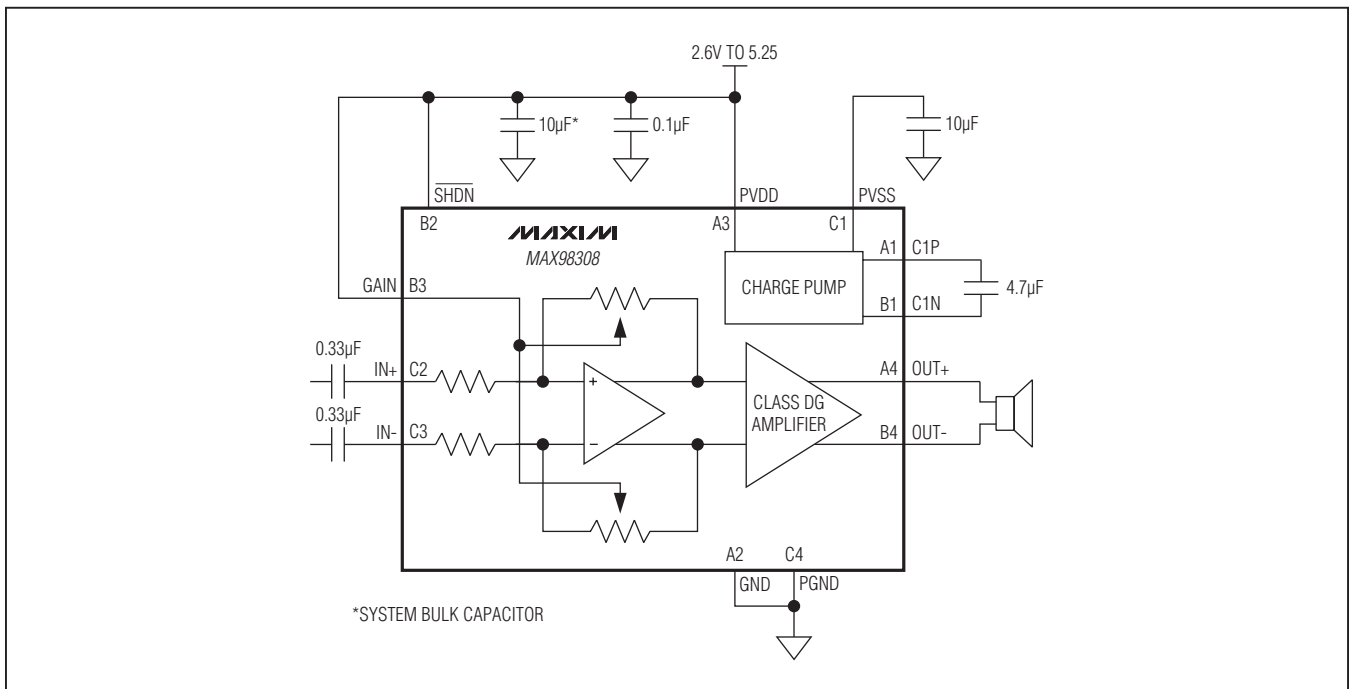 2.6V TO 5.25
10µF*
0.1µF
10µF
SHDN
PVDD
PVSS
B2
A3
C1
MAXIM
MAX98308
A1
C1P
CHARGE PUMP
4.7µF
GAIN
B3
B1
C1N
0.33µF
IN+
C2
+
A4
OUT+
CLASS DG
AMPLIFIER
0.33µF
IN-
C3
–
B4
OUT-
A2
C4
GND
PGND
*SYSTEM BULK CAPACITOR